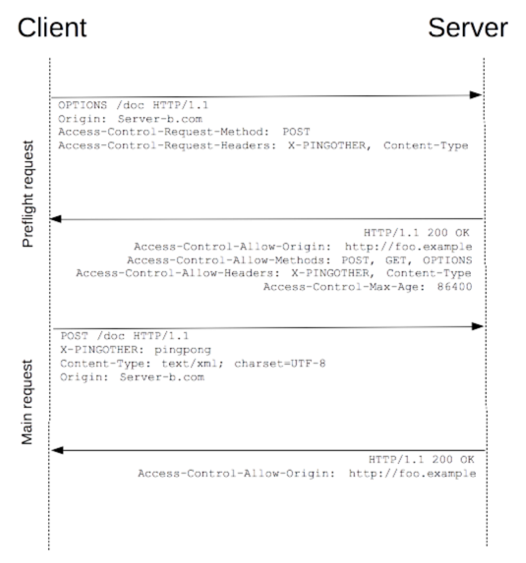 Client
Server
OPTIONS /doc HTTP/1.1
Origin: Server-b.com
Access-Control-Request-Method: POST
Access-Control-Request-Headers: X-PINGOTHER, Content-Type
Preflight request
HTTP/1.1 200 OK
Access-Control-Allow-Origin: http://foo.example
Access-Control-Allow-Methods: POST, GET, OPTIONS
Access-Control-Allow-Headers: X-PINGOTHER, Content-Type
Access-Control-Max-Age: 86400
POST /doc HTTP/1.1
X-PINGOTHER: pingpong
Content-Type: text/xml; charset=UTF-8
Origin: Server-b.com
Main request
HTTP/1.1 200 OK
Access-Control-Allow-Origin: http://foo.example